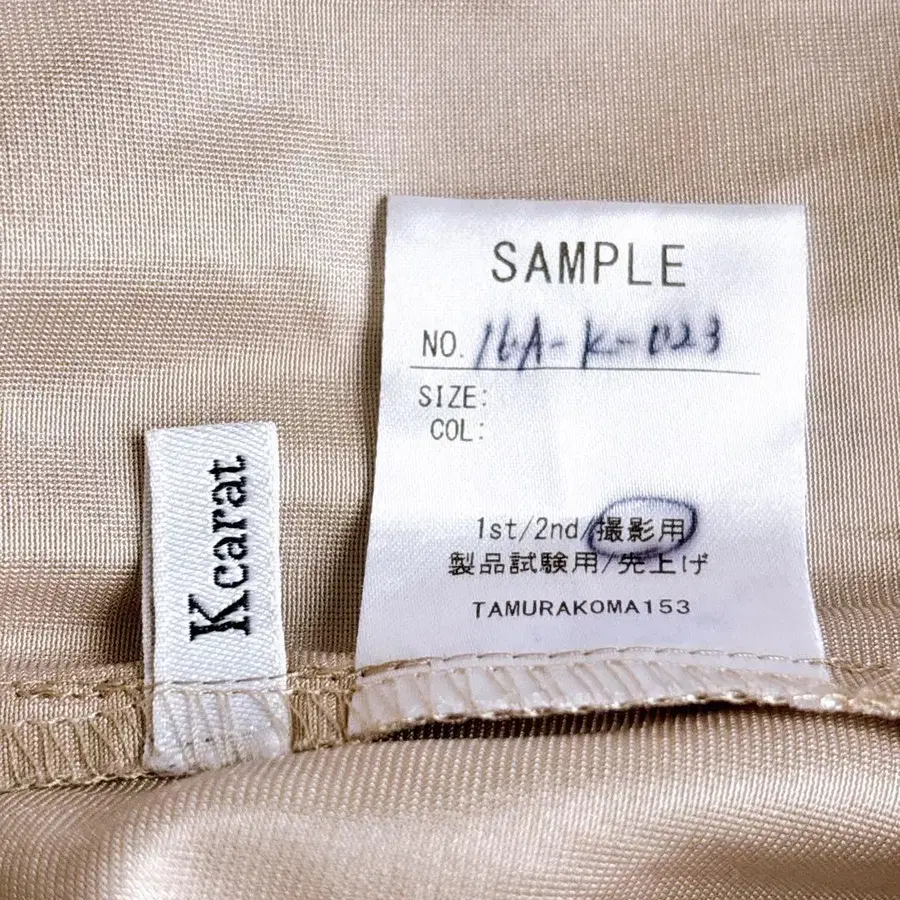 Kcarat
SAMPLE
NO. 16A-K-023
SIZE:
COL:
1st/2nd/撮影用
製品試験用/先上げ
TAMURAKOMA153